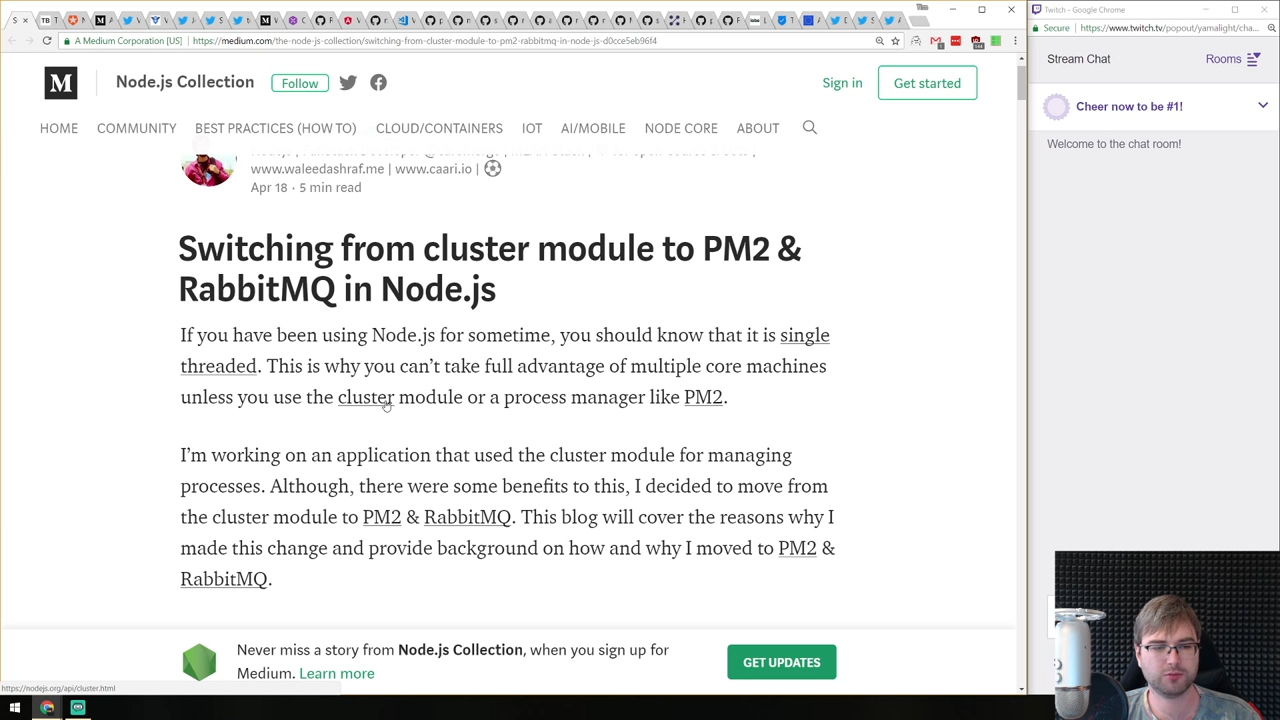 S
TB
M
A
V
W
M
Tim
A Medium Corporation [US]
https://medium.com/the-node-js-collection/switching-from-cluster-module-to-pm2-rabbitmq-in-node-js-d0cce5eb96f4
M
Node.js Collection
Follow
Sign in
Get started
HOME
COMMUNITY
BEST PRACTICES (HOW TO)
CLOUD/CONTAINERS
IOT
AI/MOBILE
NODE CORE
ABOUT
www.waleedashraf.me | www.caari.io | ⚽
Apr 18 · 5 min read
Switching from cluster module to PM2 &
RabbitMQ in Node.js
If you have been using Node.js for sometime, you should know that it is single
threaded. This is why you can’t take full advantage of multiple core machines
unless you use the cluster module or a process manager like PM2.
I’m working on an application that used the cluster module for managing
processes. Although, there were some benefits to this, I decided to move from
the cluster module to PM2 & RabbitMQ. This blog will cover the reasons why I
made this change and provide background on how and why I moved to PM2 &
RabbitMQ.
Never miss a story from Node.js Collection, when you sign up for
Medium. Learn more
GET UPDATES
https://nodejs.org/api/cluster.html
Twitch - Google Chrome
Secure
https://www.twitch.tv/popout/yamalight/cha...
Stream Chat
Rooms
Cheer now to be #1!
Welcome to the chat room!